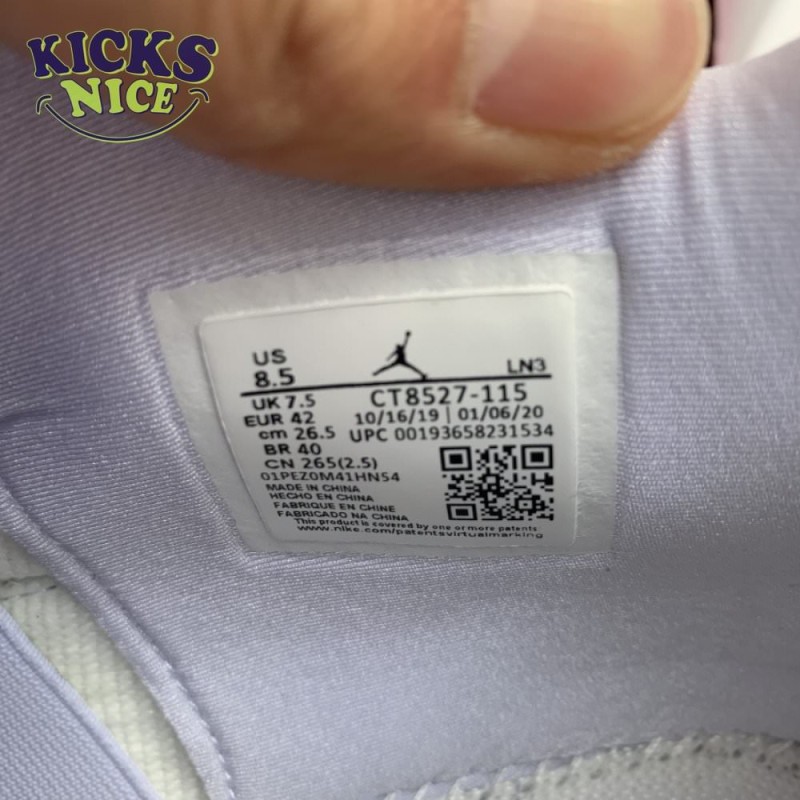 KICKS
NICE
US
8.5
LN3
UK 7.5
CT8527-115
EUR 42
10/16/19 | 01/06/20
cm 26.5
UPC 00193658231534
BR 40
CN 265(2.5)
01PEZ0M41HN54
MADE IN CHINA
HECHO EN CHINA
FABRIQUE EN CHINE
FABRICADO NA CHINA
This product is covered by one or more patents
www.nike.com/patentsvirtualmarking